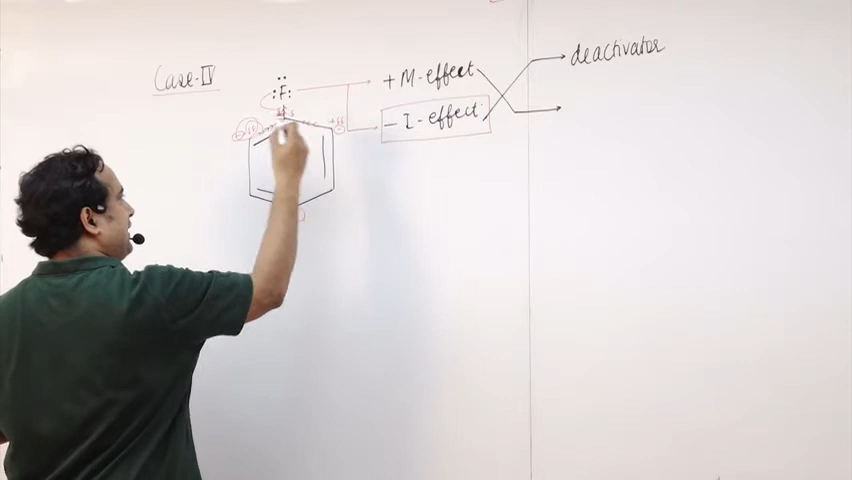 Case-IV
:F:
+M-effect
-I-effect
deactivator